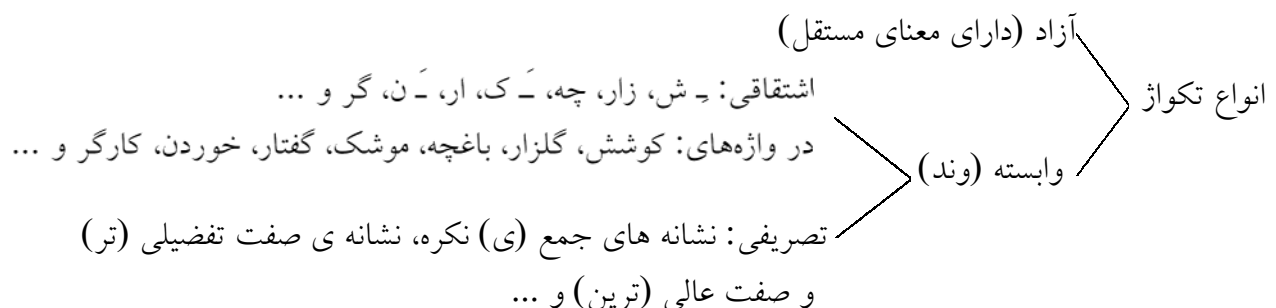 انواع تکواژ
آزاد (دارای معنای مستقل)
وابسته (وند)
اشتقاقی: ـِ ش، زار، چه، ـَ ک، ار، ـَ ن، گر و ...
در واژه‌های: کوشش، گلزار، باغچه، موشک، گفتار، خوردن، کارگر و ...
تصریفی: نشانه های جمع (ی) نکره، نشانه ی صفت تفضیلی (تر)
و صفت عالی (ترین) و ...